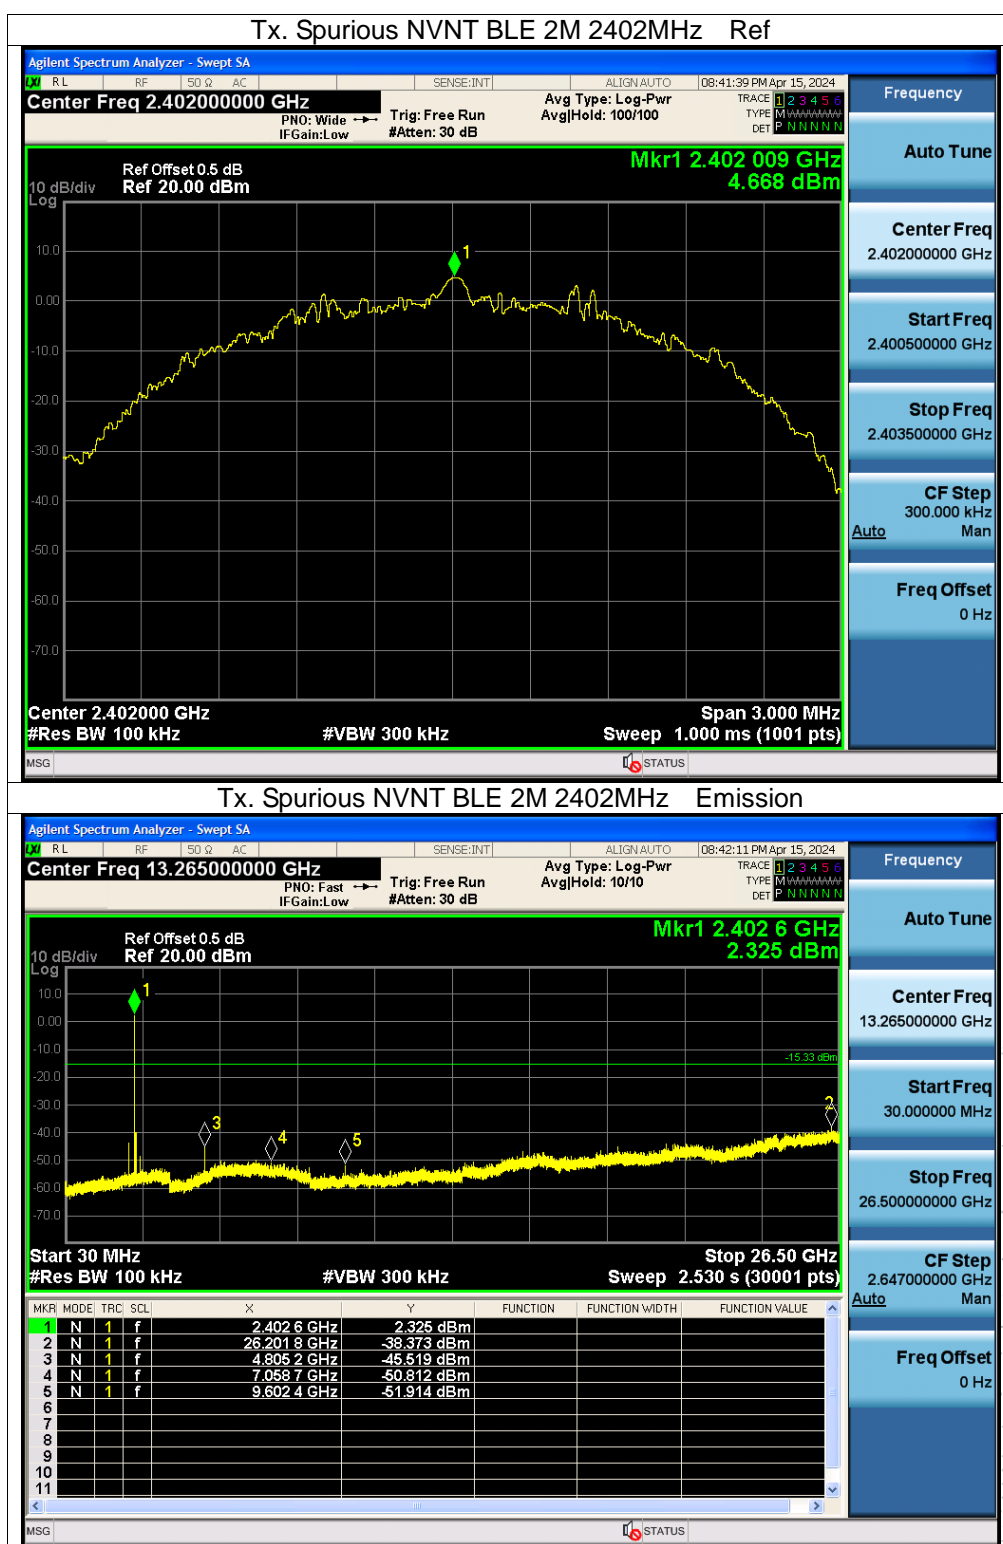 Tx. Spurious NVNT BLE 2M 2402MHz Ref
Agilent Spectrum Analyzer - Swept SA
LXI RL RF 50 Ω AC SENSE:INT ALIGN AUTO 08:41:39 PM Apr 15, 2024
Center Freq 2.402000000 GHz
PNO: Wide
IFGain:Low
Trig: Free Run
#Atten: 30 dB
Avg Type: Log-Pwr
Avg|Hold: 100/100
TRACE 1 2 3 4 5 6
TYPE M WWWWW
DET P N N N N N
Ref Offset 0.5 dB
10 dB/div Ref 20.00 dBm
Log
Mkr1 2.402 009 GHz
4.668 dBm
1
10.0
0.00
-10.0
-20.0
-30.0
-40.0
-50.0
-60.0
-70.0
Center 2.402000 GHz Span 3.000 MHz
#Res BW 100 kHz #VBW 300 kHz Sweep 1.000 ms (1001 pts)
MSG STATUS
Frequency
Auto Tune
Center Freq
2.402000000 GHz
Start Freq
2.400500000 GHz
Stop Freq
2.403500000 GHz
CF Step
300.000 kHz
Auto Man
Freq Offset
0 Hz
Tx. Spurious NVNT BLE 2M 2402MHz Emission
Agilent Spectrum Analyzer - Swept SA
LXI RL RF 50 Ω AC SENSE:INT ALIGN AUTO 08:42:11 PM Apr 15, 2024
Center Freq 13.265000000 GHz
PNO: Fast
IFGain:Low
Trig: Free Run
#Atten: 30 dB
Avg Type: Log-Pwr
Avg|Hold: 10/10
TRACE 1 2 3 4 5 6
TYPE M WWWWW
DET P N N N N N
Ref Offset 0.5 dB
10 dB/div Ref 20.00 dBm
Log
Mkr1 2.402 6 GHz
2.325 dBm
10.0
0.00
-10.0
-20.0
-30.0
-40.0
-50.0
-60.0
-70.0
1
-15.33 dBm
2
3
4
5
Start 30 MHz Stop 26.50 GHz
#Res BW 100 kHz #VBW 300 kHz Sweep 2.530 s (30001 pts)
MKR MODE TRC SCL X Y FUNCTION FUNCTION WIDTH FUNCTION VALUE
1 N 1 f 2.402 6 GHz 2.325 dBm
2 N 1 f 26.201 8 GHz -38.373 dBm
3 N 1 f 4.805 2 GHz -45.519 dBm
4 N 1 f 7.058 7 GHz -50.812 dBm
5 N 1 f 9.602 4 GHz -51.914 dBm
6
7
8
9
10
11
MSG STATUS
Frequency
Auto Tune
Center Freq
13.265000000 GHz
Start Freq
30.000000 MHz
Stop Freq
26.500000000 GHz
CF Step
2.647000000 GHz
Auto Man
Freq Offset
0 Hz